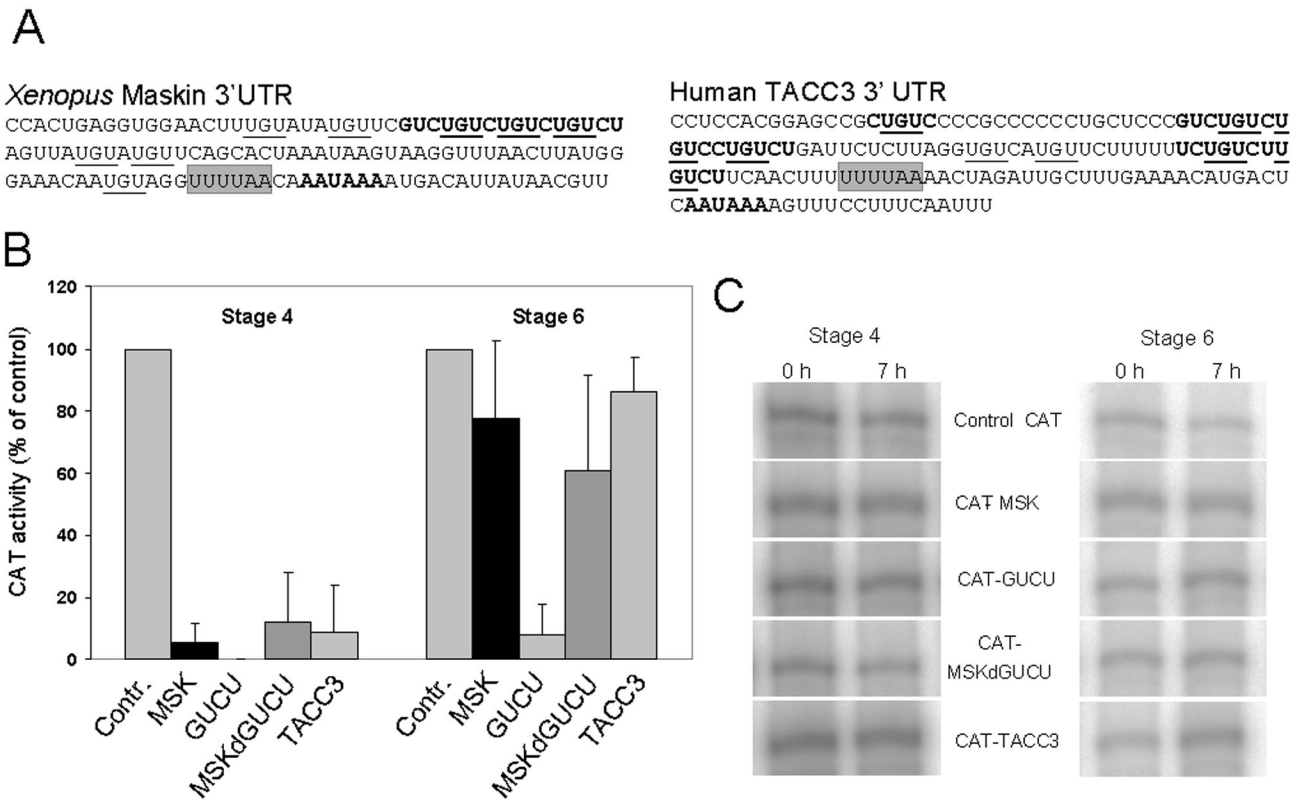 A
Xenopus Maskin 3'UTR
CCACUGAGGUGGAACUUUGUAUAUGUUCGUCUGUCUGUCUGUCU
AGUUAUGUAUGUUCAGCACUAAAUAAGUAAGGUUUAACUUAUGG
GAAACAAUGUAGGUUUUAACAAAUAAAAUGACAUUAUAACGUU
Human TACC3 3' UTR
CCUCCACGGAGCCGCUGUCCCCGCCCCCCUGCUCCCGUCUGUCU
GUCCUGUCUGAUUCUCUUAGGUGUCAUGUUCUUUUUUCUGUCUU
GUCUUCAACUUUUUUUAAAACUAGAUUGCUUUGAAAACAUGACU
CAAUAAAAGUUUCCUUUCAAUUU
B
CAT activity (% of control)
120
100
80
60
40
20
0
Stage 4
Stage 6
Contr.
MSK
GUCU
MSKdGUCU
TACC3
Contr.
MSK
GUCU
MSKdGUCU
TACC3
C
Stage 4
Stage 6
0 h 7 h
0 h 7 h
Control CAT
CAT MSK
CAT-GUCU
CAT-
MSKdGUCU
CAT-TACC3